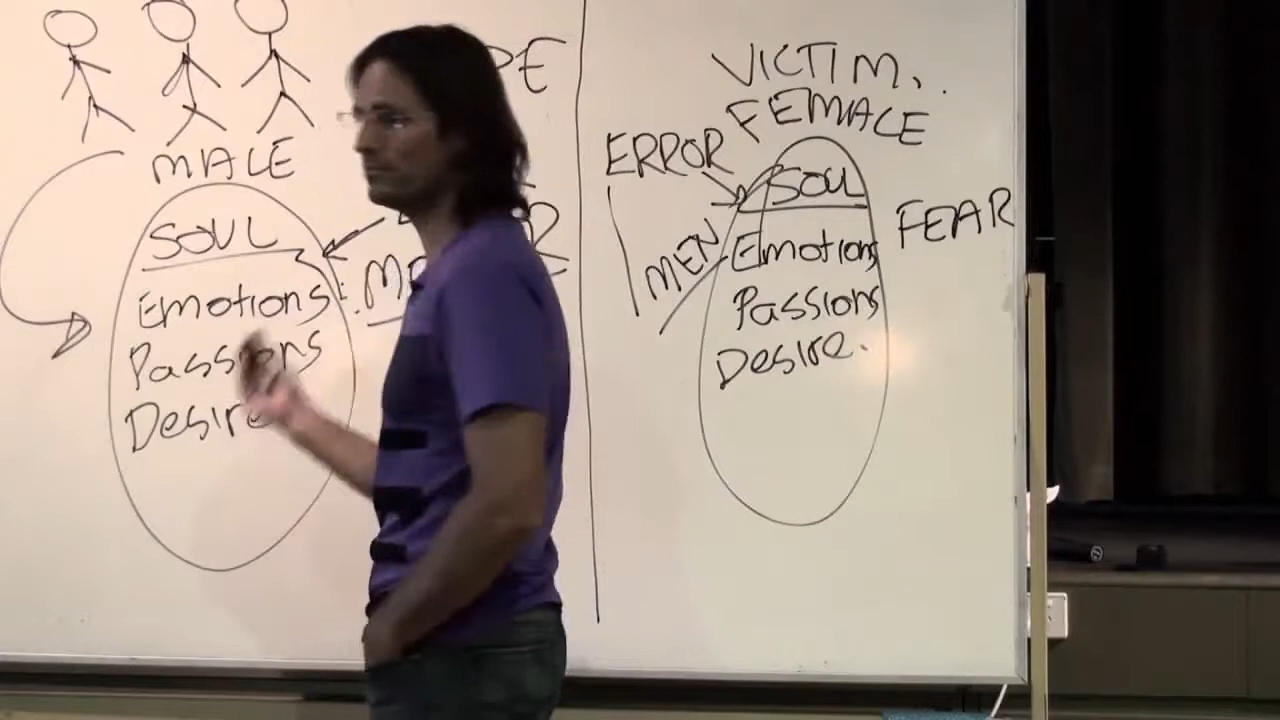 MALE
SOUL
Emotions
Passions
Desire
VICTIM.
FEMALE
ERROR
SOUL
MEN
Emotions
FEAR
Passions
Desire.